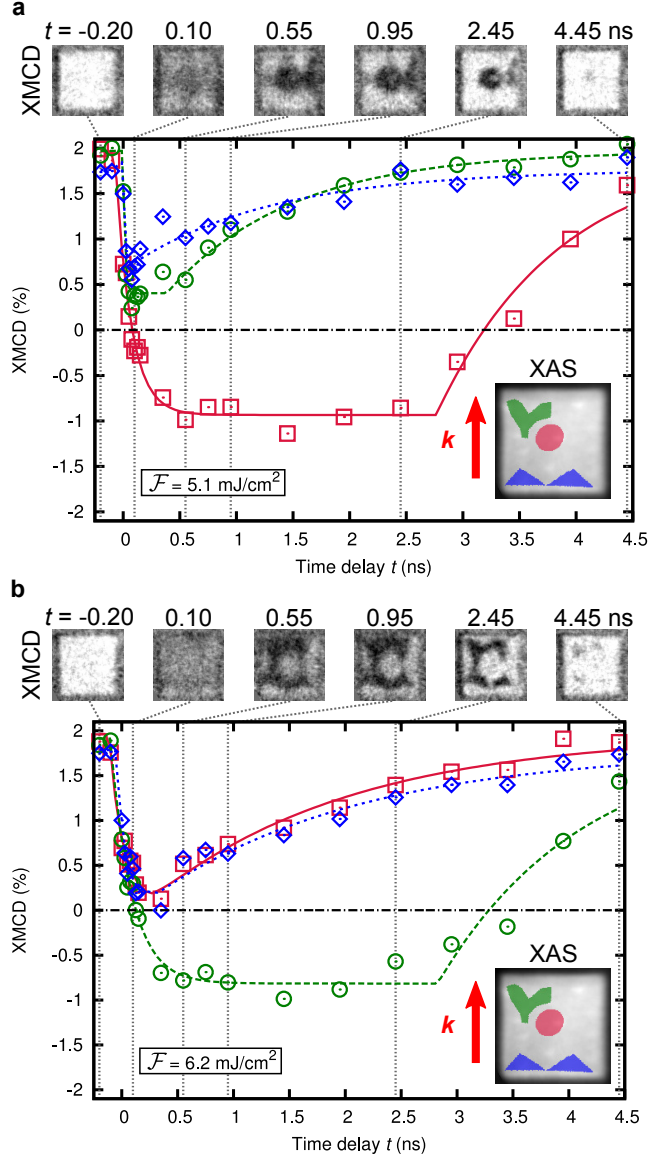 a
t = -0.20 0.10 0.55 0.95 2.45 4.45 ns
XMCD
2
1.5
1
0.5
0
-0.5
-1
-1.5
-2
XMCD (%)
XAS
k
F = 5.1 mJ/cm²
0 0.5 1 1.5 2 2.5 3 3.5 4 4.5
Time delay t (ns)
b
t = -0.20 0.10 0.55 0.95 2.45 4.45 ns
XMCD
2
1.5
1
0.5
0
-0.5
-1
-1.5
-2
XMCD (%)
XAS
k
F = 6.2 mJ/cm²
0 0.5 1 1.5 2 2.5 3 3.5 4 4.5
Time delay t (ns)